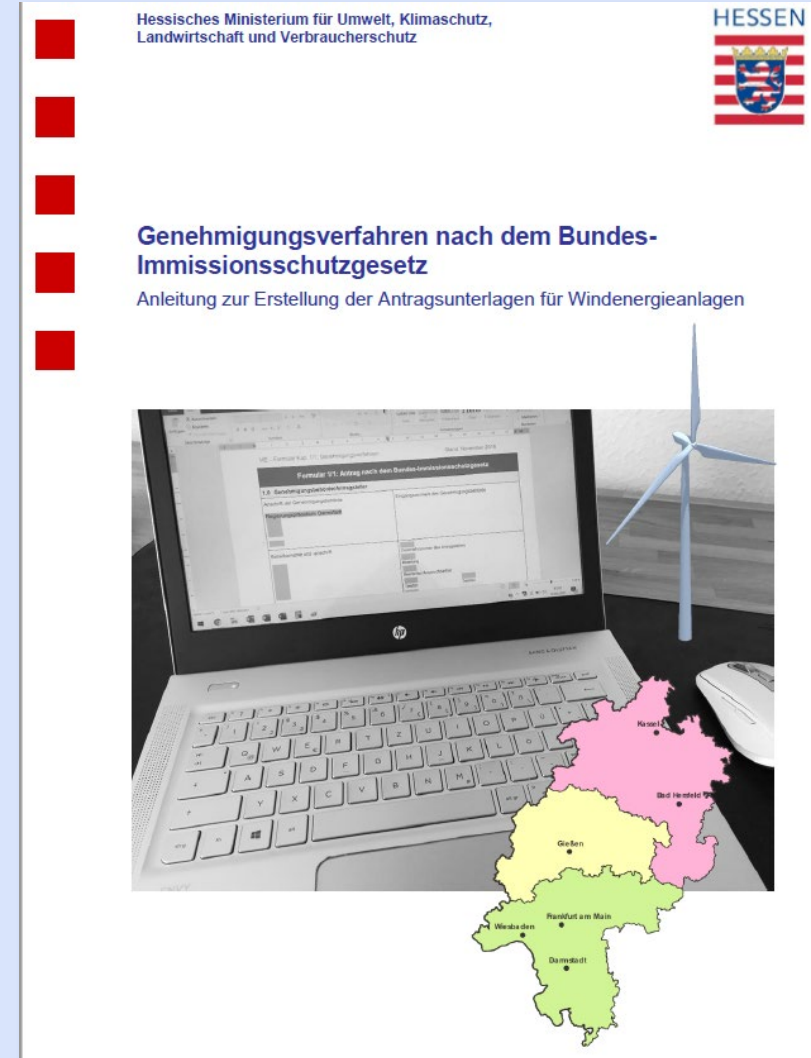 Hessisches Ministerium für Umwelt, Klimaschutz,
Landwirtschaft und Verbraucherschutz
HESSEN
Genehmigungsverfahren nach dem Bundes-
Immissionsschutzgesetz
Anleitung zur Erstellung der Antragsunterlagen für Windenergieanlagen
Formular 1/1: Antrag nach dem Bundes-Immissionsschutzgesetz
hp
Kassel
Bad Hersfeld
Gießen
Frankfurt am Main
Wiesbaden
Darmstadt
ENVY